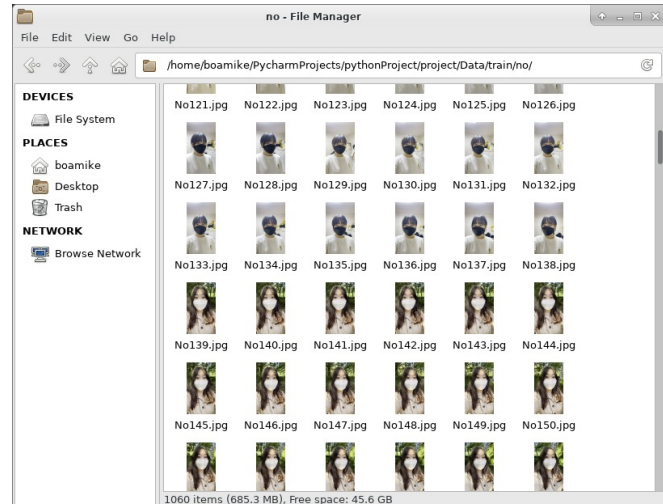 no - File Manager
File Edit View Go Help
/home/boamike/PycharmProjects/pythonProject/project/Data/train/no/
DEVICES
File System
PLACES
boamike
Desktop
Trash
NETWORK
Browse Network
No121.jpg No122.jpg No123.jpg No124.jpg No125.jpg No126.jpg
No127.jpg No128.jpg No129.jpg No130.jpg No131.jpg No132.jpg
No133.jpg No134.jpg No135.jpg No136.jpg No137.jpg No138.jpg
No139.jpg No140.jpg No141.jpg No142.jpg No143.jpg No144.jpg
No145.jpg No146.jpg No147.jpg No148.jpg No149.jpg No150.jpg
1060 items (685.3 MB), Free space: 45.6 GB